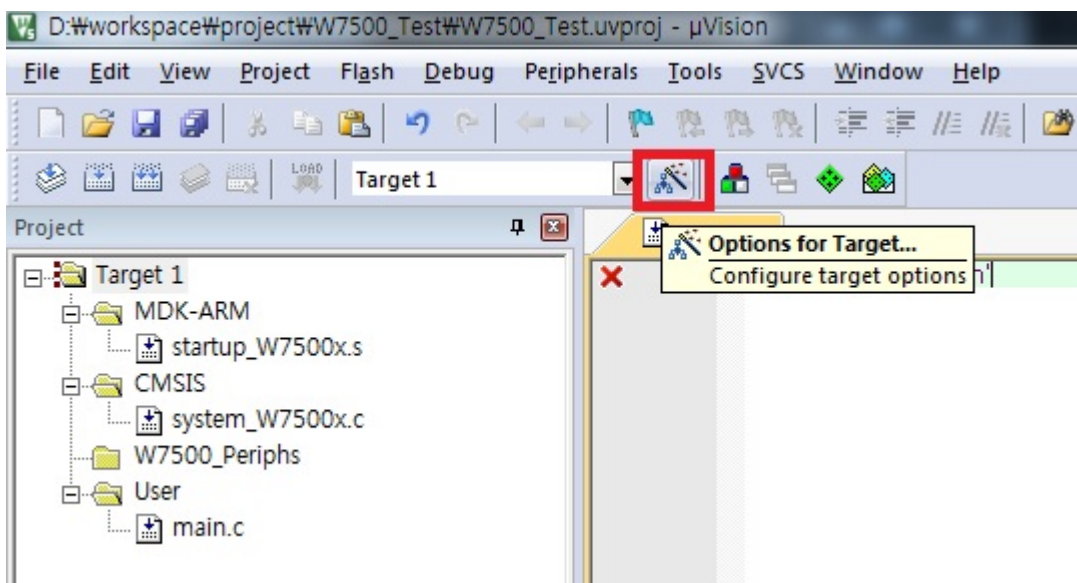 D:₩workspace₩project₩W7500_Test₩W7500_Test.uvproj - µVision
File Edit View Project Flash Debug Peripherals Tools SVCS Window Help
LOAD
Target 1
Project
Options for Target...
Configure target options
Target 1
MDK-ARM
startup_W7500x.s
CMSIS
system_W7500x.c
W7500_Periphs
User
main.c